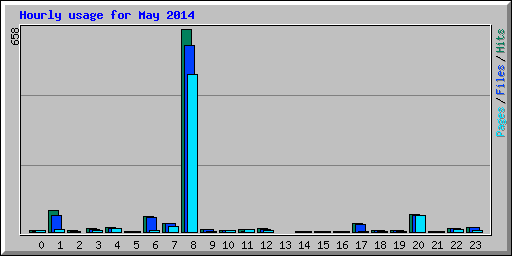 Hourly usage for May 2014
658
Pages/Files/Hits
0 1 2 3 4 5 6 7 8 9 10 11 12 13 14 15 16 17 18 19 20 21 22 23